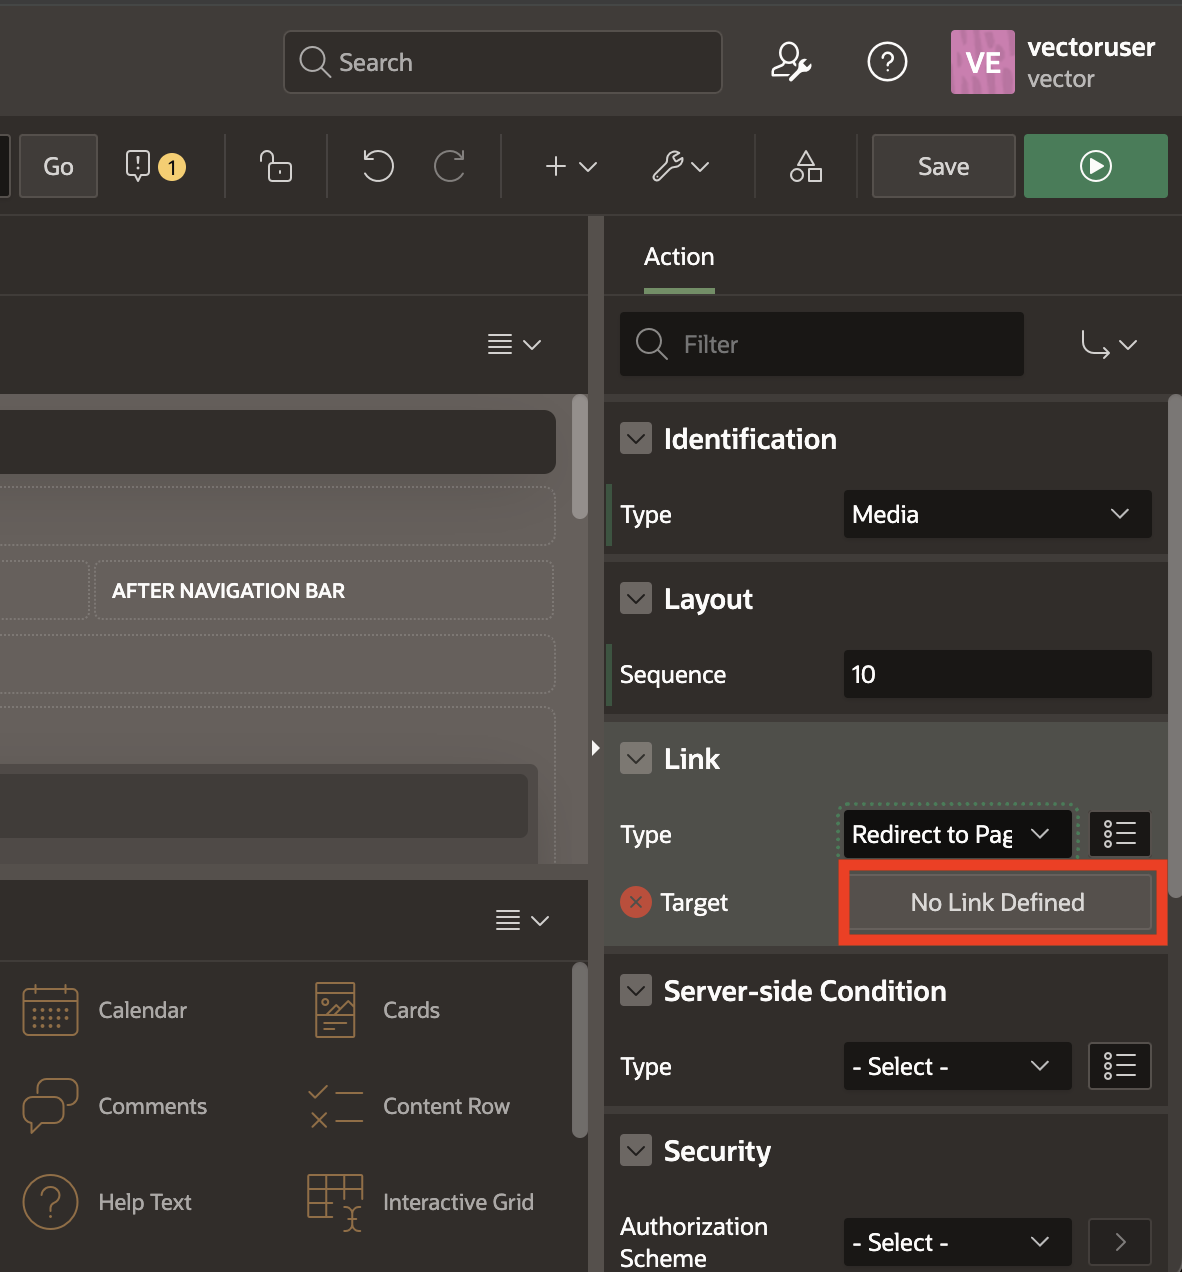 Search
VE
vectoruser
vector
Go
1
Save
Action
Filter
Identification
Type
Media
AFTER NAVIGATION BAR
Layout
Sequence
10
Link
Type
Redirect to Pag
Target
No Link Defined
Server-side Condition
Type
- Select -
Security
Authorization
Scheme
- Select -
Calendar
Cards
Comments
Content Row
Help Text
Interactive Grid